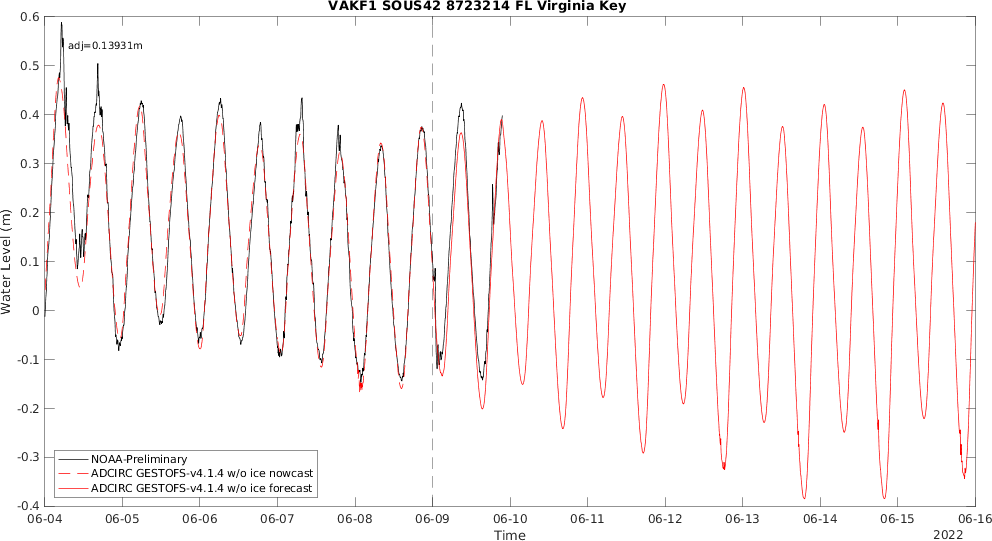 VAKF1 SOUS42 8723214 FL Virginia Key
adj=0.13931m
0.6
0.5
0.4
0.3
0.2
0.1
0
-0.1
-0.2
-0.3
-0.4
Water Level (m)
NOAA-Preliminary
ADCIRC GESTOFS-v4.1.4 w/o ice nowcast
ADCIRC GESTOFS-v4.1.4 w/o ice forecast
06-04 06-05 06-06 06-07 06-08 06-09 06-10 06-11 06-12 06-13 06-14 06-15 06-16
Time
2022